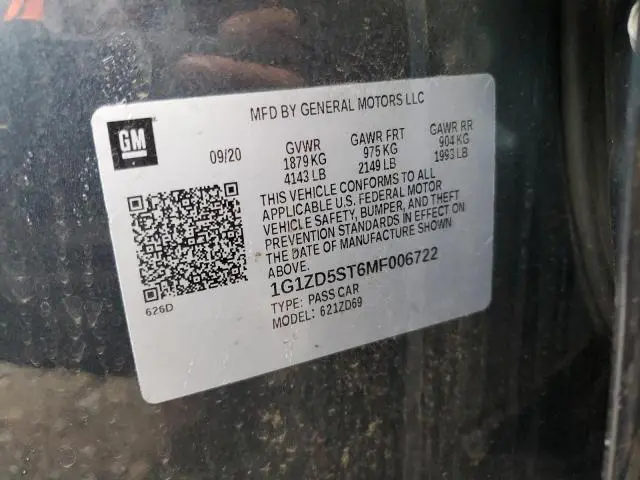 MFD BY GENERAL MOTORS LLC
GM
09/20
GVWR GAWR FRT GAWR RR
1879 KG 975 KG 904 KG
4143 LB 2149 LB 1993 LB
THIS VEHICLE CONFORMS TO ALL
APPLICABLE U.S. FEDERAL MOTOR
VEHICLE SAFETY, BUMPER, AND THEFT
PREVENTION STANDARDS IN EFFECT ON
THE DATE OF MANUFACTURE SHOWN
ABOVE.
1G1ZD5ST6MF006722
TYPE: PASS CAR
MODEL: 621ZD69
626D